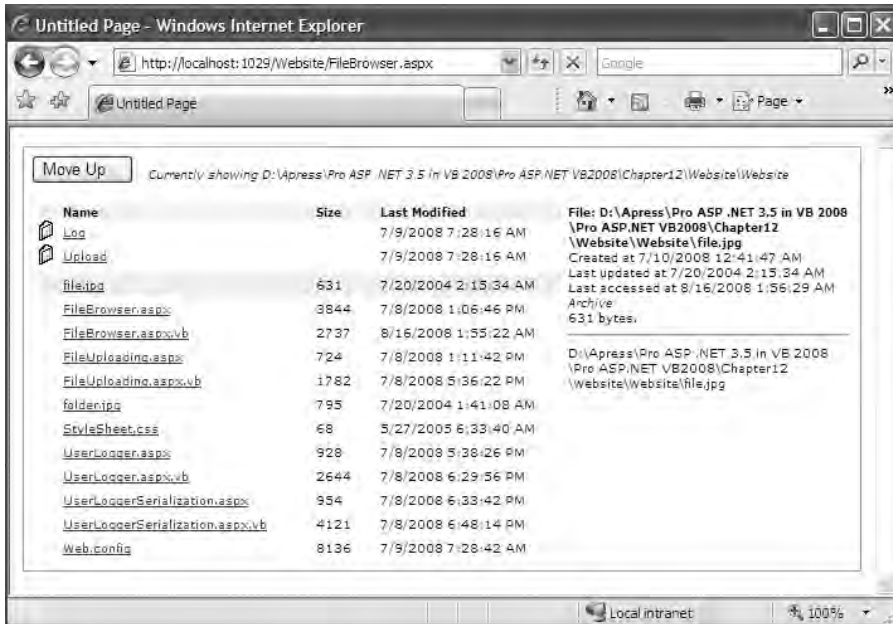 Untitled Page - Windows Internet Explorer
http://localhost:1029/Website/FileBrowser.aspx
Google
Untitled Page
Page
Move Up
Currently showing D:\Apress\Pro ASP .NET 3.5 in VB 2008\Pro ASP.NET VB2008\Chapter12\Website\Website
Name Size Last Modified
Log 7/9/2008 7:28:16 AM
Upload 7/9/2008 7:28:16 AM
file.jpg 631 7/20/2004 2:15:34 AM
FileBrowser.aspx 3844 7/8/2008 1:06:46 PM
FileBrowser.aspx.vb 2737 8/16/2008 1:55:22 AM
FileUploading.aspx 724 7/8/2008 1:11:42 PM
FileUploading.aspx.vb 1782 7/8/2008 5:36:22 PM
folder.jpg 795 7/20/2004 1:41:08 AM
StyleSheet.css 68 5/27/2005 6:33:40 AM
UserLogger.aspx 928 7/8/2008 5:38:26 PM
UserLogger.aspx.vb 2644 7/8/2008 6:29:56 PM
UserLoggerSerialization.aspx 954 7/8/2008 6:33:42 PM
UserLoggerSerialization.aspx.vb 4121 7/8/2008 6:48:14 PM
Web.config 8136 7/9/2008 7:28:42 AM
File: D:\Apress\Pro ASP .NET 3.5 in VB 2008
\Pro ASP.NET VB2008\Chapter12
\Website\Website\file.jpg
Created at 7/10/2008 12:41:47 AM
Last updated at 7/20/2004 2:15:34 AM
Last accessed at 8/16/2008 1:56:29 AM
Archive
631 bytes.
D:\Apress\Pro ASP .NET 3.5 in VB 2008
\Pro ASP.NET VB2008\Chapter12
\Website\Website\file.jpg
Local intranet
100%